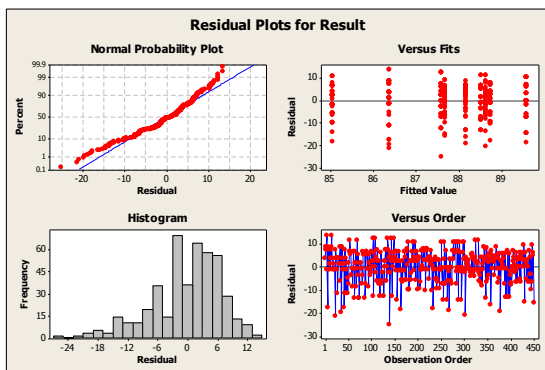 Residual Plots for Result
Normal Probability Plot
99.9
99
90
50
10
1
0.1
Percent
-20 -10 0 10 20
Residual
Versus Fits
10
0
-10
-20
-30
Residual
85 86 87 88 89
Fitted Value
Histogram
60
45
30
15
0
Frequency
-24 -18 -12 -6 0 6 12
Residual
Versus Order
10
0
-10
-20
-30
Residual
1 50 100 150 200 250 300 350 400 450
Observation Order